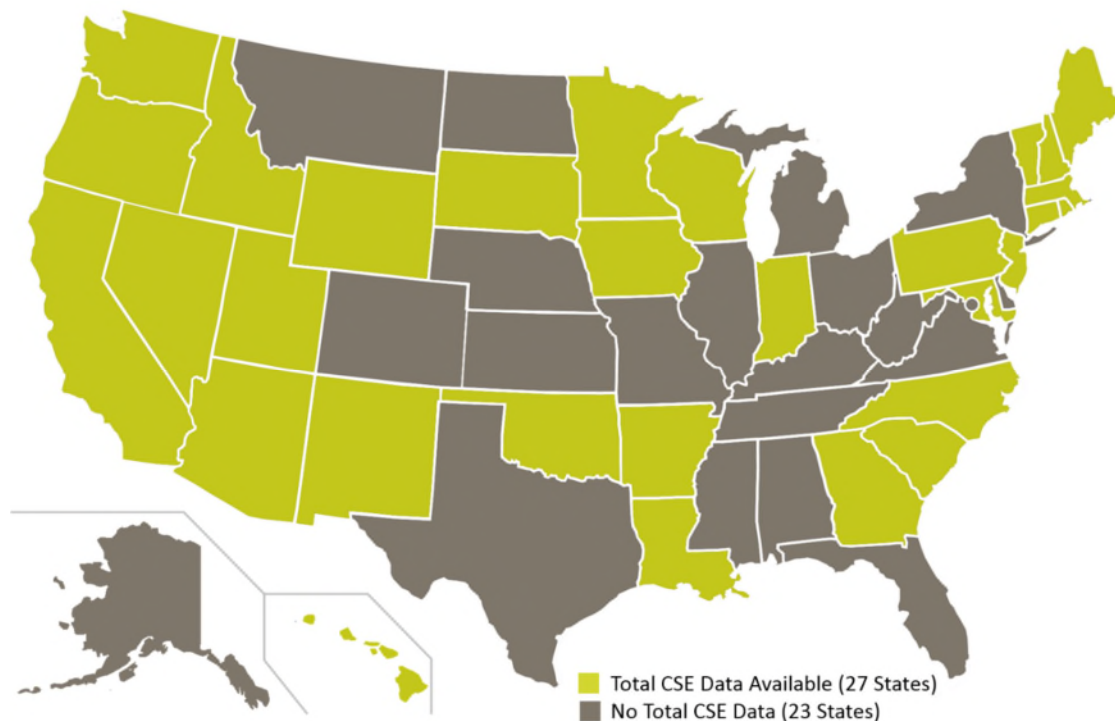 Total CSE Data Available (27 States)
No Total CSE Data (23 States)